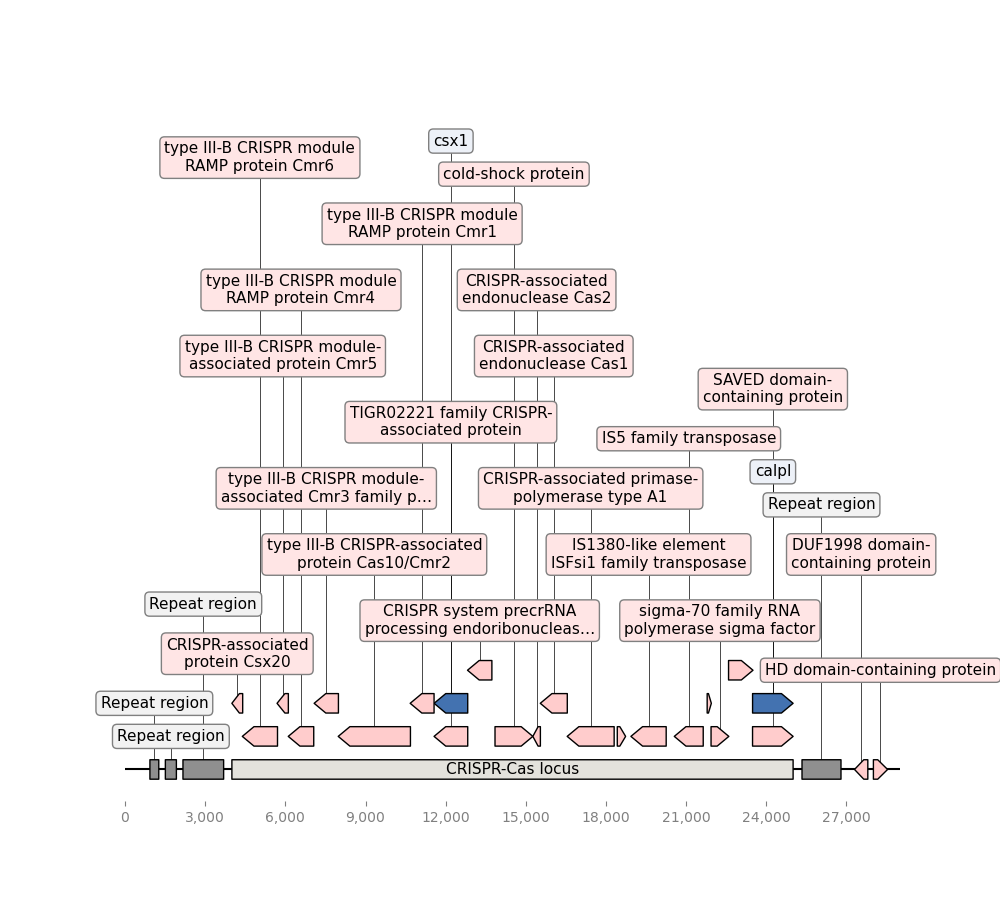 csx1
type III-B CRISPR module
RAMP protein Cmr6
cold-shock protein
type III-B CRISPR module
RAMP protein Cmr1
type III-B CRISPR module
RAMP protein Cmr4
CRISPR-associated
endonuclease Cas2
type III-B CRISPR module-
associated protein Cmr5
CRISPR-associated
endonuclease Cas1
SAVED domain-
containing protein
TIGR02221 family CRISPR-
associated protein
IS5 family transposase
calpI
type III-B CRISPR module-
associated Cmr3 family p...
CRISPR-associated primase-
polymerase type A1
Repeat region
type III-B CRISPR-associated
protein Cas10/Cmr2
IS1380-like element
ISFsi1 family transposase
DUF1998 domain-
containing protein
Repeat region
CRISPR system precrRNA
processing endoribonucleas...
sigma-70 family RNA
polymerase sigma factor
CRISPR-associated
protein Csx20
HD domain-containing protein
Repeat region
Repeat region
CRISPR-Cas locus
0 3,000 6,000 9,000 12,000 15,000 18,000 21,000 24,000 27,000